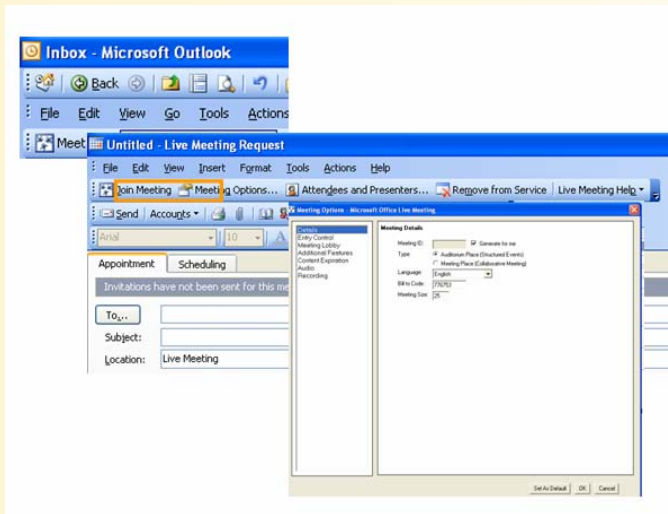 Inbox - Microsoft Outlook
Back
File Edit View Go Tools Actions
Meet
Untitled - Live Meeting Request
File Edit View Insert Format Tools Actions Help
Join Meeting Meeting Options... Attendees and Presenters... Remove from Service Live Meeting Help
Send Accounts
Arial 10 A
Appointment Scheduling
Invitations have not been sent for this me
To...
Subject:
Location: Live Meeting
Meeting Options - Microsoft Office Live Meeting
Details
Entry Control
Meeting Lobby
Additional Features
Content Expiration
Audio
Recording
Meeting Details
Meeting ID: Generate for me
Type Auditorium Place (Structured Events)
Meeting Place (Collaborative Meeting)
Language: English
Bill to Code: 776753
Meeting Size: 25
Set As Default OK Cancel